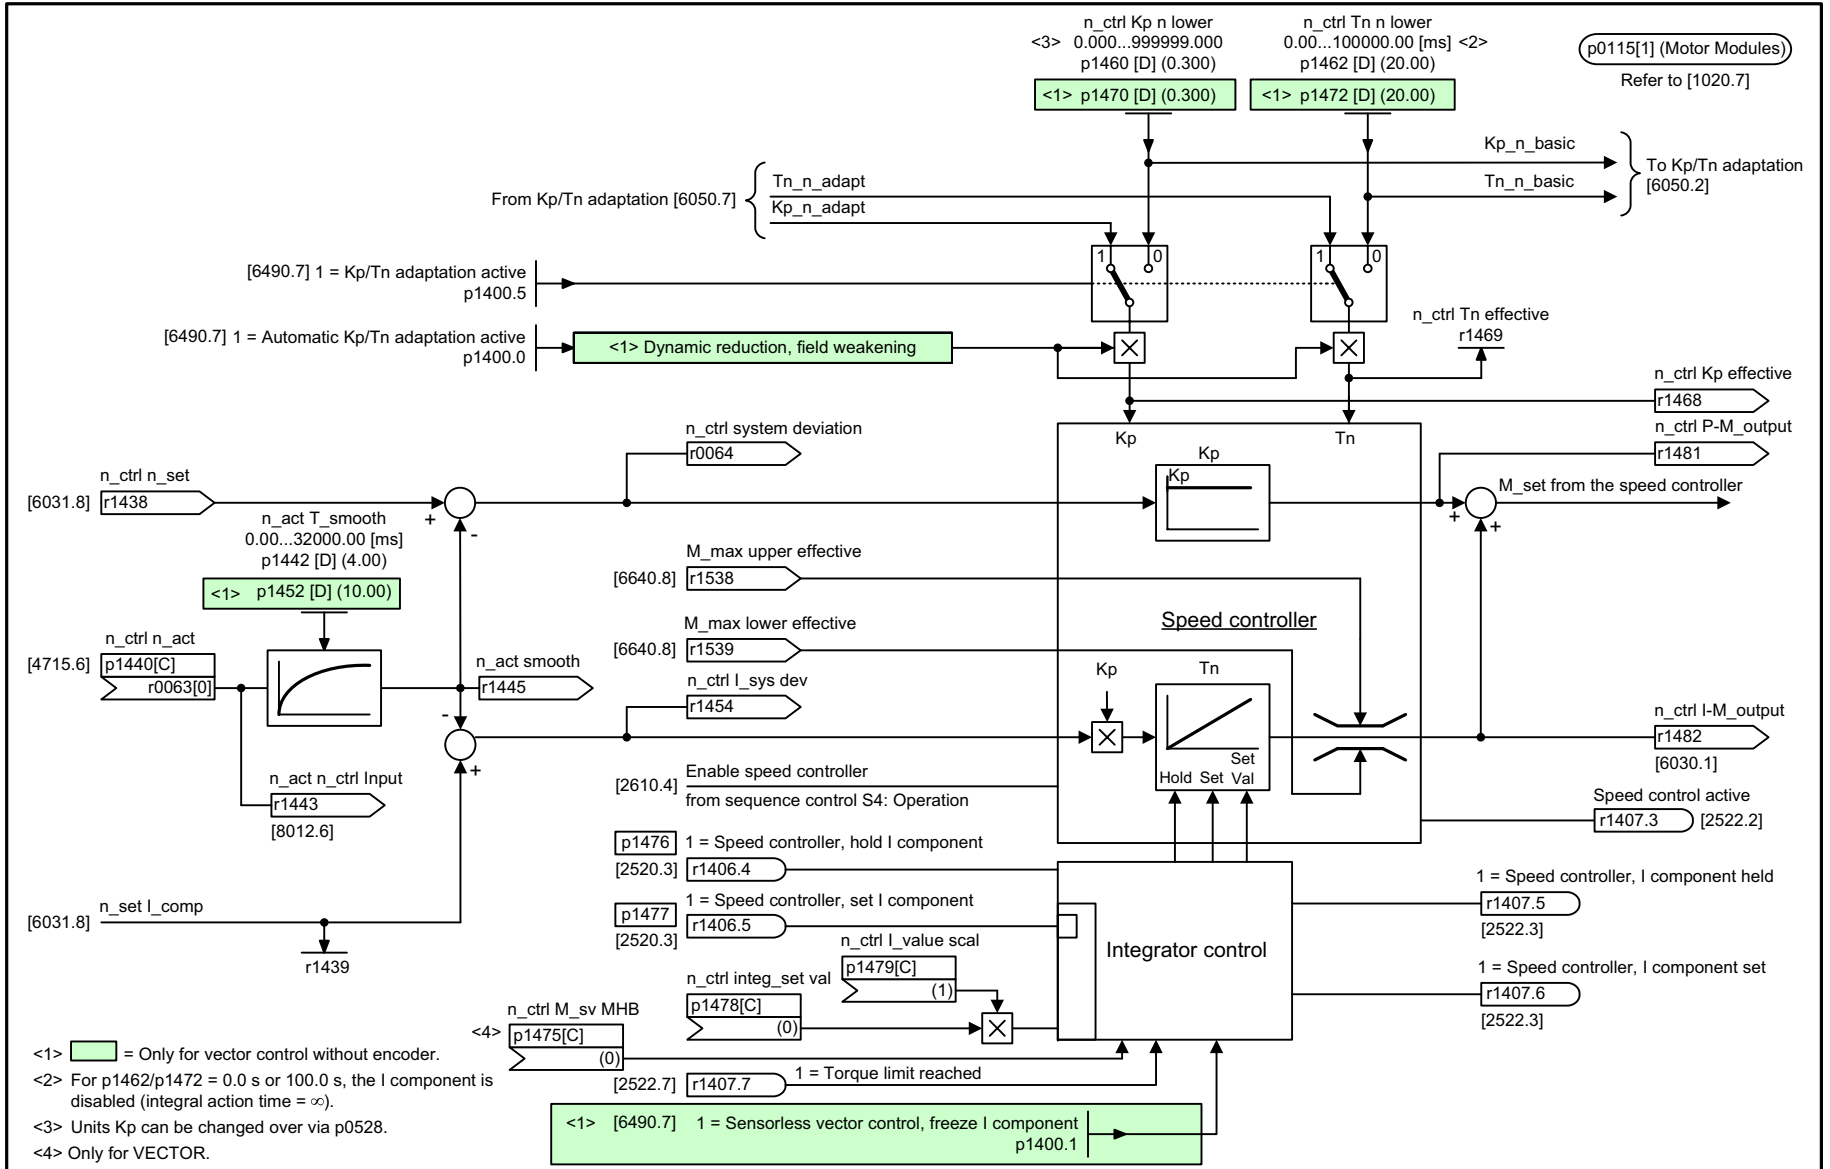 n_ctrl Kp n lower
<3> 0.000...999999.000
p1460 [D] (0.300)
<1> p1470 [D] (0.300)
n_ctrl Tn n lower
0.00...100000.00 [ms] <2>
p1462 [D] (20.00)
<1> p1472 [D] (20.00)
p0115[1] (Motor Modules)
Refer to [1020.7]
Kp_n_basic
Tn_n_basic
To Kp/Tn adaptation
[6050.2]
From Kp/Tn adaptation [6050.7]
Tn_n_adapt
Kp_n_adapt
1 0
1 0
[6490.7] 1 = Kp/Tn adaptation active
p1400.5
[6490.7] 1 = Automatic Kp/Tn adaptation active
p1400.0
<1> Dynamic reduction, field weakening
n_ctrl Tn effective
r1469
n_ctrl Kp effective
r1468
n_ctrl P-M_output
r1481
M_set from the speed controller
+
+
n_ctrl system deviation
r0064
Kp
Tn
Kp
Kp
n_ctrl n_set
[6031.8] r1438
+
-
n_act T_smooth
0.00...32000.00 [ms]
p1442 [D] (4.00)
<1> p1452 [D] (10.00)
M_max upper effective
[6640.8] r1538
M_max lower effective
[6640.8] r1539
Speed controller
n_ctrl n_act
[4715.6] p1440[C]
r0063[0]
n_act smooth
r1445
-
+
n_ctrl I_sys dev
r1454
Kp
Tn
Hold Set Set
Val
n_ctrl I-M_output
r1482
[6030.1]
n_act n_ctrl Input
r1443
[8012.6]
[2610.4] Enable speed controller
from sequence control S4: Operation
Speed control active
r1407.3 [2522.2]
p1476 1 = Speed controller, hold I component
[2520.3] r1406.4
p1477 1 = Speed controller, set I component
[2520.3] r1406.5
[6031.8] n_set I_comp
r1439
Integrator control
1 = Speed controller, I component held
r1407.5
[2522.3]
1 = Speed controller, I component set
r1407.6
[2522.3]
n_ctrl I_value scal
p1479[C]
(1)
n_ctrl integ_set val
p1478[C]
(0)
n_ctrl M_sv MHB
<4> p1475[C]
(0)
[2522.7] r1407.7 1 = Torque limit reached
<1> [6490.7] 1 = Sensorless vector control, freeze I component
p1400.1
<1> = Only for vector control without encoder.
<2> For p1462/p1472 = 0.0 s or 100.0 s, the I component is
disabled (integral action time = ∞).
<3> Units Kp can be changed over via p0528.
<4> Only for VECTOR.